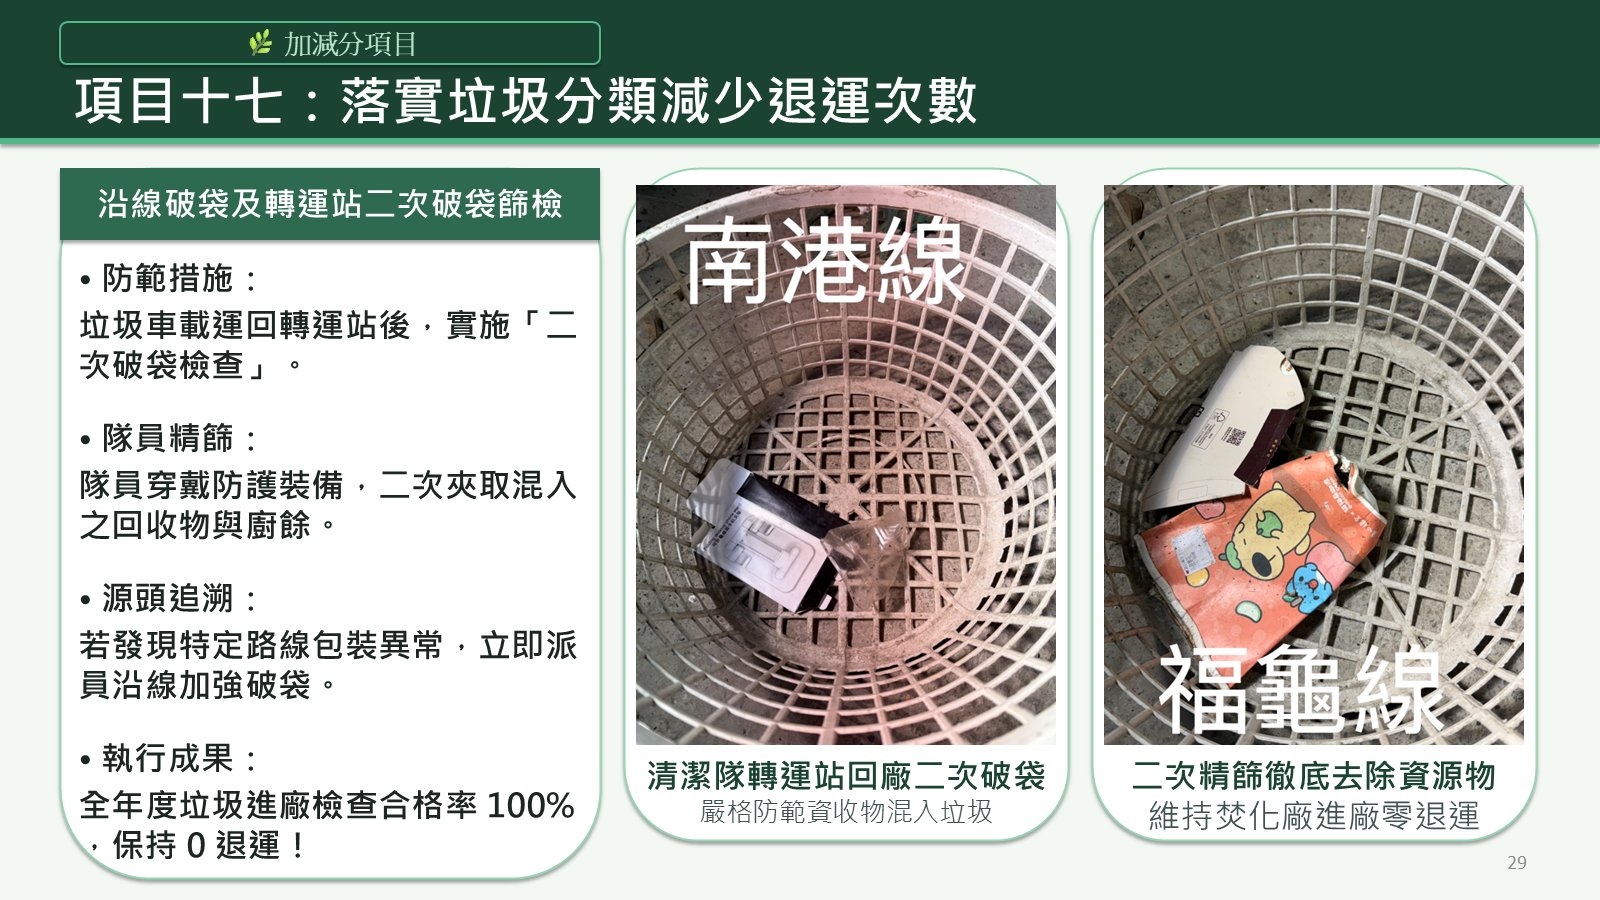 🌿 加減分項目
項目十七：落實垃圾分類減少退運次數
沿線破袋及轉運站二次破袋篩檢
• 防範措施：
垃圾車載運回轉運站後，實施「二
次破袋檢查」。
• 隊員精篩：
隊員穿戴防護裝備，二次夾取混入
之回收物與廚餘。
• 源頭追溯：
若發現特定路線包裝異常，立即派
員沿線加強破袋。
• 執行成果：
全年度垃圾進廠檢查合格率 100%
，保持 0 退運！
南港線
清潔隊轉運站回廠二次破袋
嚴格防範資收物混入垃圾
福龜線
二次精篩徹底去除資源物
維持焚化廠進廠零退運
29